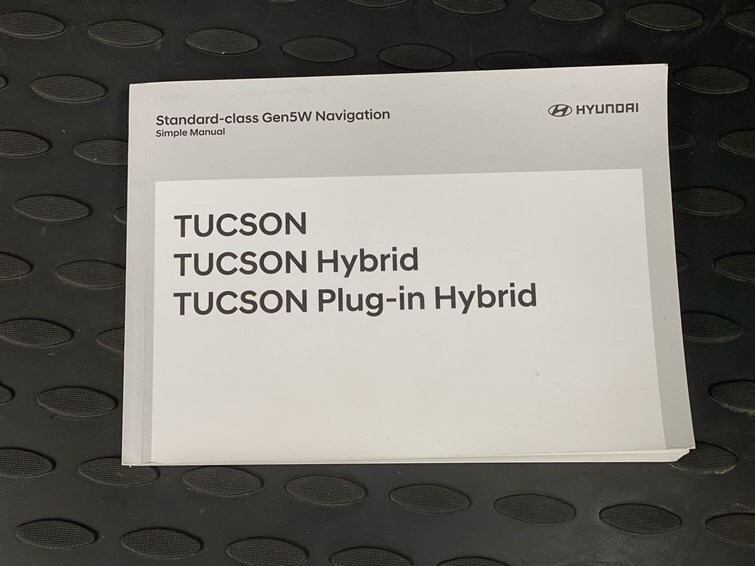 Standard-class Gen5W Navigation
Simple Manual
HYUNDAI
TUCSON
TUCSON Hybrid
TUCSON Plug-in Hybrid